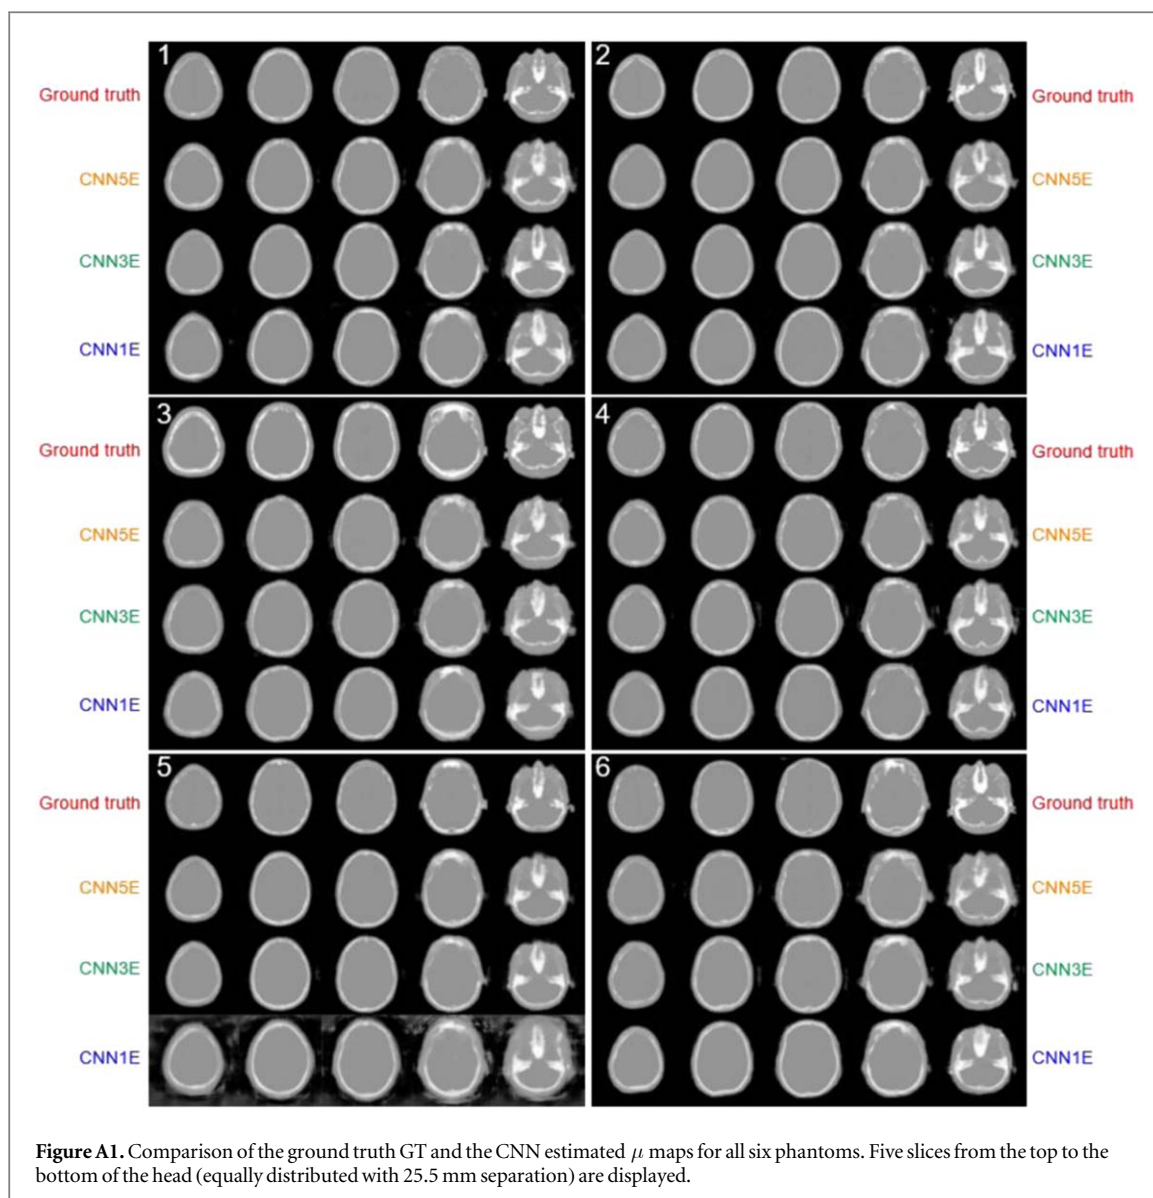 1
2
Ground truth
Ground truth
CNN5E
CNN5E
CNN3E
CNN3E
CNN1E
CNN1E
3
4
Ground truth
Ground truth
CNN5E
CNN5E
CNN3E
CNN3E
CNN1E
CNN1E
5
6
Ground truth
Ground truth
CNN5E
CNN5E
CNN3E
CNN3E
CNN1E
CNN1E
Figure A1. Comparison of the ground truth GT and the CNN estimated μ maps for all six phantoms. Five slices from the top to the
bottom of the head (equally distributed with 25.5 mm separation) are displayed.